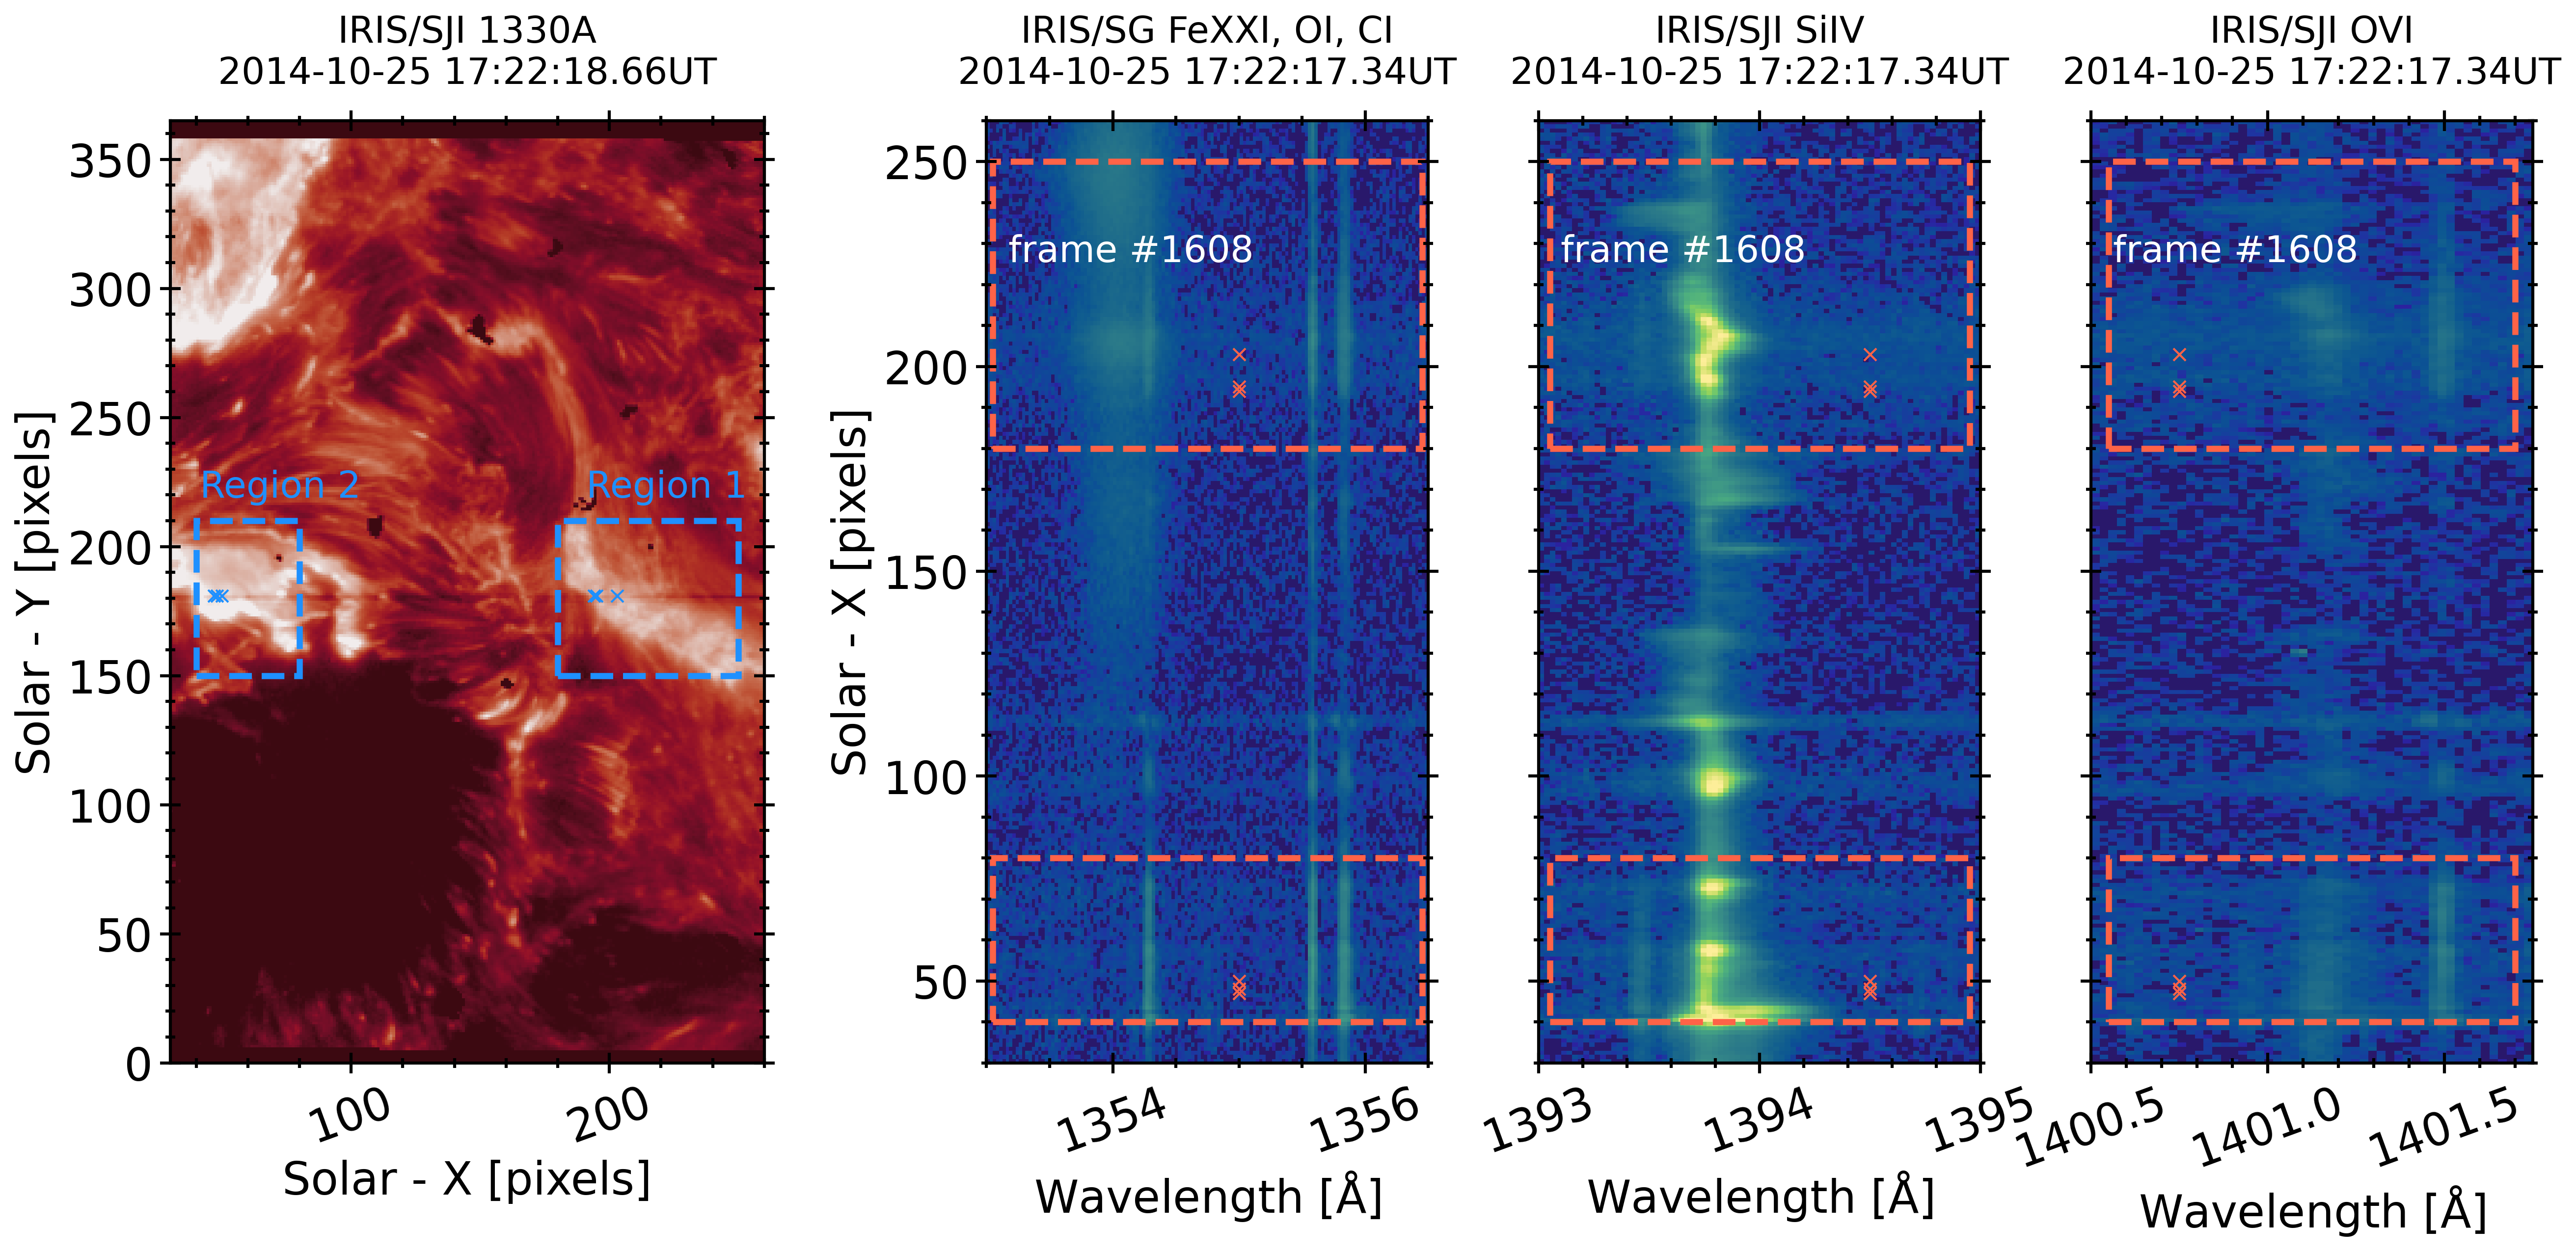 IRIS/SJI 1330A
2014-10-25 17:22:18.66UT
IRIS/SG FeXXI, OI, CI
2014-10-25 17:22:17.34UT
IRIS/SJI SiIV
2014-10-25 17:22:17.34UT
IRIS/SJI OVI
2014-10-25 17:22:17.34UT
Solar - Y [pixels]
350
300
250
200
150
100
50
0
Region 2
Region 1
100
200
Solar - X [pixels]
Solar - X [pixels]
250
200
150
100
50
frame #1608
1354
1356
Wavelength [Å]
frame #1608
1393
1394
1395
Wavelength [Å]
frame #1608
1400.5
1401.0
1401.5
Wavelength [Å]